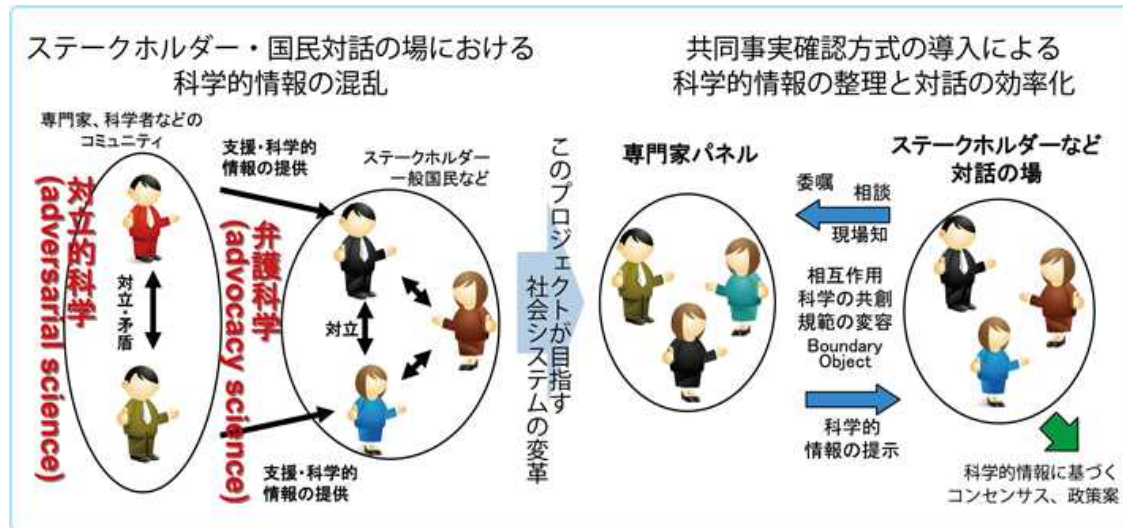 ステークホルダー・国民対話の場における
科学的情報の混乱
専門家、科学者などの
コミュニティ
対立的科学
(adversarial science)
対立・矛盾
支援・科学的
情報の提供
弁護科学
(advocacy science)
ステークホルダー
一般国民など
対立
支援・科学的
情報の提供
このプロジェクトが目指す
社会システムの変革
共同事実確認方式の導入による
科学的情報の整理と対話の効率化
専門家パネル
委嘱
相談
現場知
相互作用
科学の共創
規範の変容
Boundary
Object
科学的
情報の提示
ステークホルダーなど
対話の場
科学的情報に基づく
コンセンサス、政策案